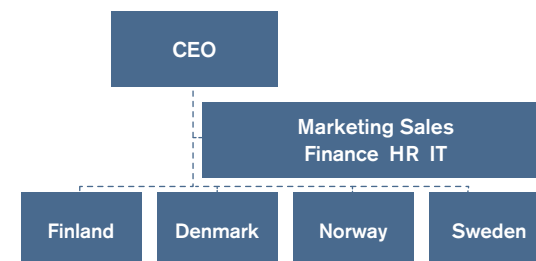 CEO
Marketing Sales
Finance HR IT
Finland
Denmark
Norway
Sweden